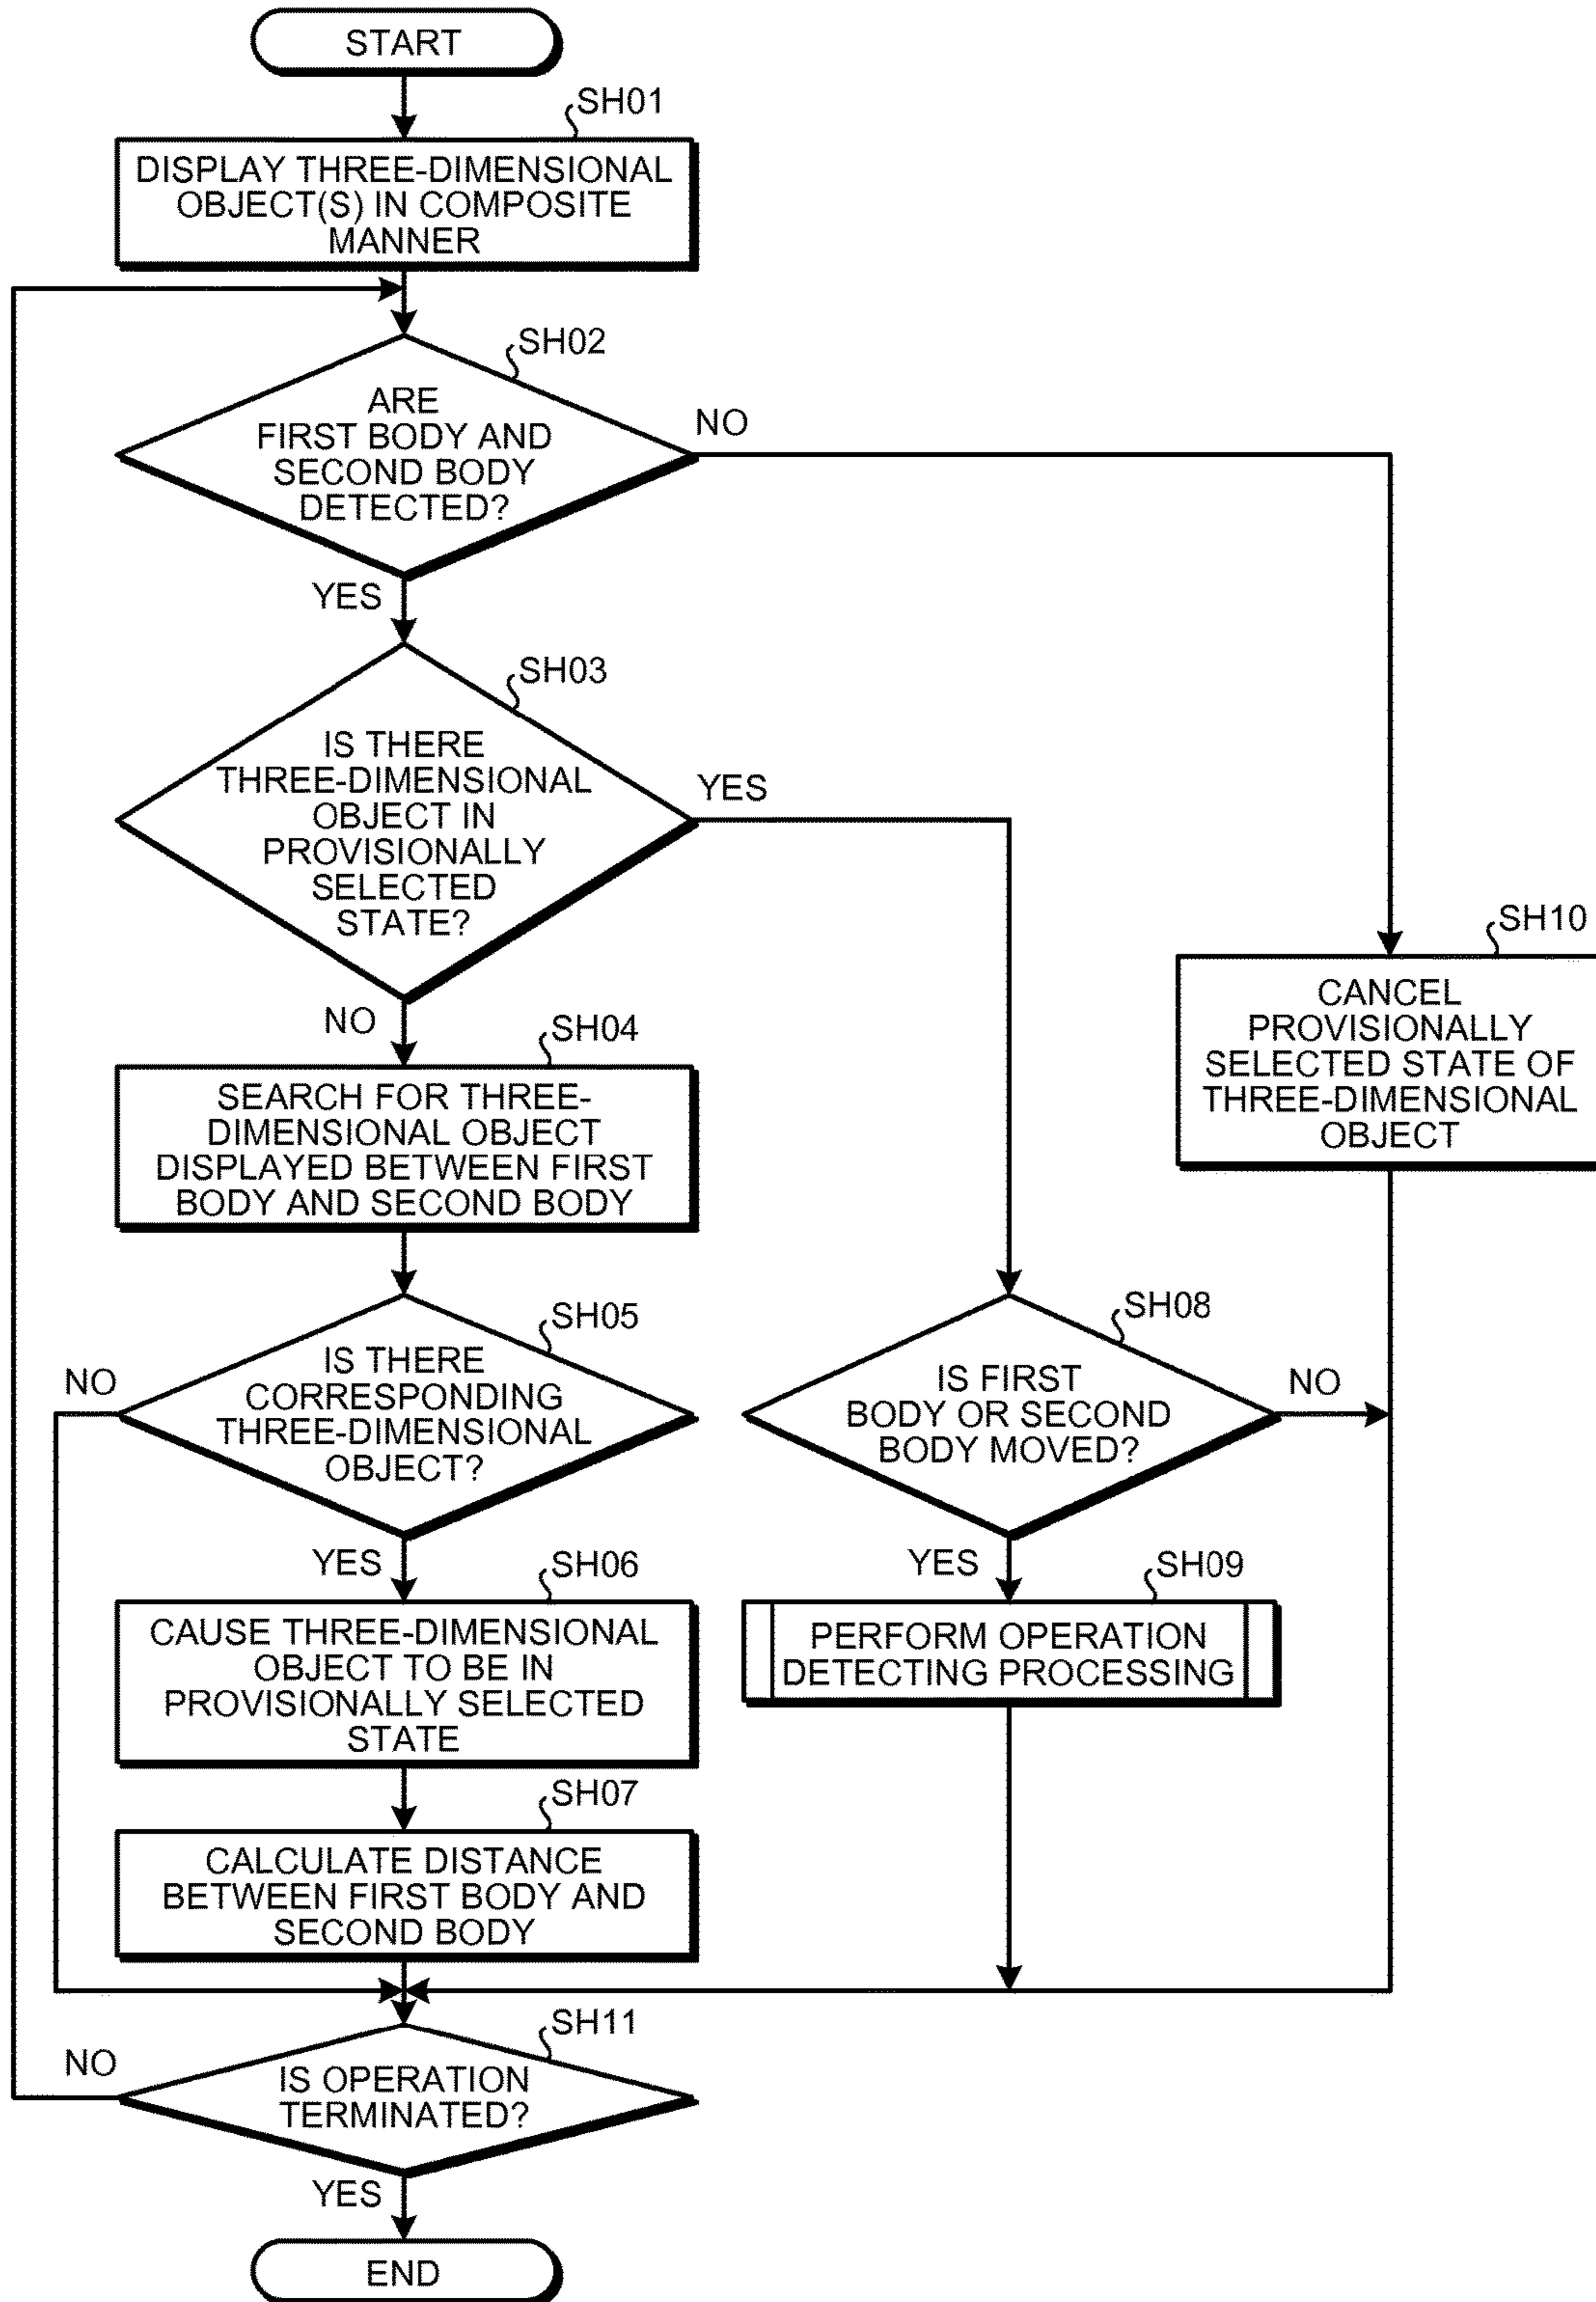 START
SH01
DISPLAY THREE-DIMENSIONAL
OBJECT(S) IN COMPOSITE
MANNER
SH02
ARE
FIRST BODY AND
SECOND BODY
DETECTED?
NO
YES
SH03
IS THERE
THREE-DIMENSIONAL
OBJECT IN
PROVISIONALLY
SELECTED
STATE?
YES
NO
SH04
SEARCH FOR THREE-
DIMENSIONAL OBJECT
DISPLAYED BETWEEN FIRST
BODY AND SECOND BODY
SH10
CANCEL
PROVISIONALLY
SELECTED STATE OF
THREE-DIMENSIONAL
OBJECT
SH05
IS THERE
CORRESPONDING
THREE-DIMENSIONAL
OBJECT?
NO
YES
SH08
IS FIRST
BODY OR SECOND
BODY MOVED?
NO
YES
SH06
CAUSE THREE-DIMENSIONAL
OBJECT TO BE IN
PROVISIONALLY SELECTED
STATE
SH09
PERFORM OPERATION
DETECTING PROCESSING
SH07
CALCULATE DISTANCE
BETWEEN FIRST BODY AND
SECOND BODY
SH11
IS OPERATION
TERMINATED?
NO
YES
END